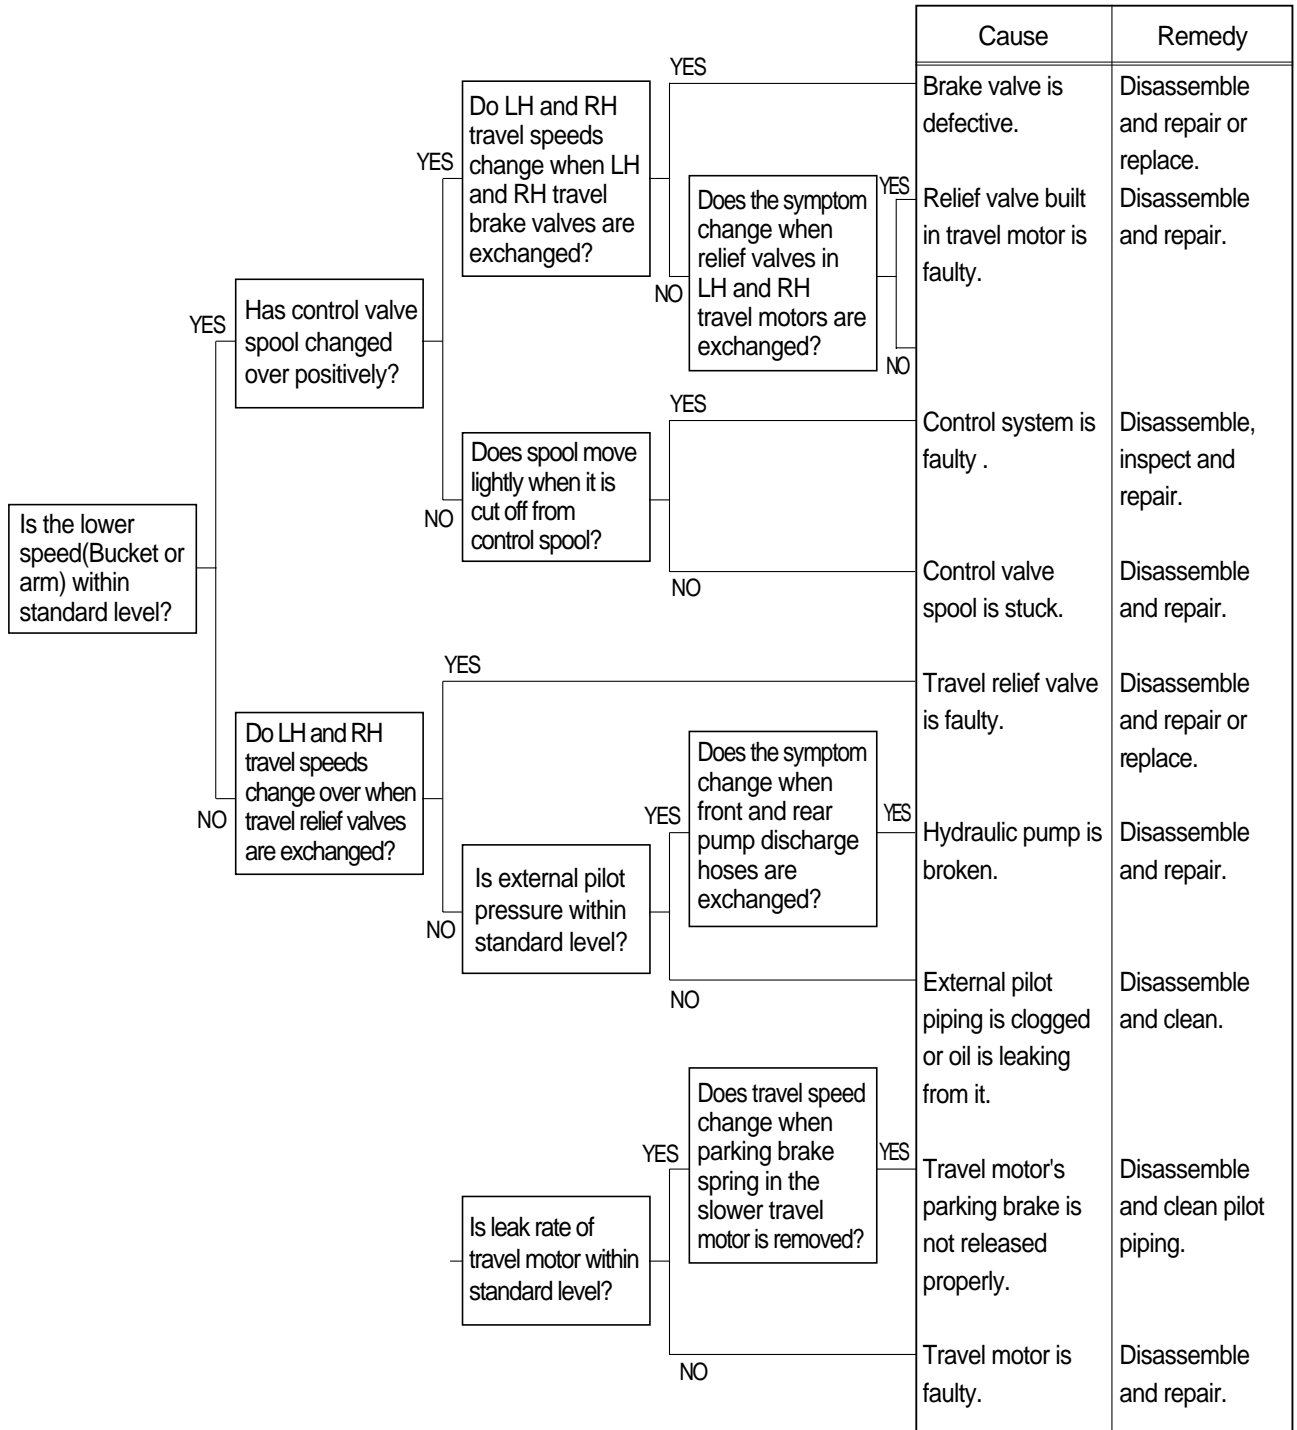 Cause
Remedy
YES
Do LH and RH
travel speeds
change when LH
and RH travel
brake valves are
exchanged?
Brake valve is
defective.
Disassemble
and repair or
replace.
YES
NO
Does the symptom
change when
relief valves in
LH and RH
travel motors are
exchanged?
YES
NO
Relief valve built
in travel motor is
faulty.
Disassemble
and repair.
YES
Has control valve
spool changed
over positively?
NO
Does spool move
lightly when it is
cut off from
control spool?
YES
Control system is
faulty .
Disassemble,
inspect and
repair.
NO
Control valve
spool is stuck.
Disassemble
and repair.
Is the lower
speed(Bucket or
arm) within
standard level?
NO
Do LH and RH
travel speeds
change over when
travel relief valves
are exchanged?
YES
Travel relief valve
is faulty.
Disassemble
and repair or
replace.
NO
Is external pilot
pressure within
standard level?
YES
Does the symptom
change when
front and rear
pump discharge
hoses are
exchanged?
YES
Hydraulic pump is
broken.
Disassemble
and repair.
NO
External pilot
piping is clogged
or oil is leaking
from it.
Disassemble
and clean.
Is leak rate of
travel motor within
standard level?
YES
Does travel speed
change when
parking brake
spring in the
slower travel
motor is removed?
YES
Travel motor's
parking brake is
not released
properly.
Disassemble
and clean pilot
piping.
NO
Travel motor is
faulty.
Disassemble
and repair.